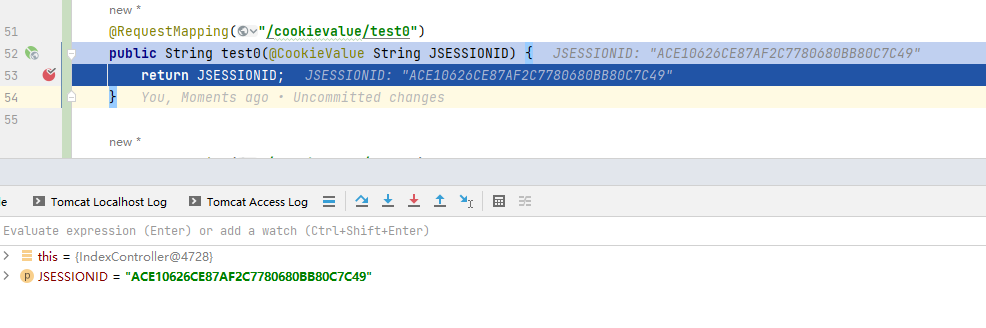 new *
51 @RequestMapping("/cookievalue/test0")
52 public String test0(@CookieValue String JSESSIONID) { JSESSIONID: "ACE10626CE87AF2C7780680BB80C7C49"
53 return JSESSIONID; JSESSIONID: "ACE10626CE87AF2C7780680BB80C7C49"
54 } You, Moments ago • Uncommitted changes
55
new *
Tomcat Localhost Log Tomcat Access Log
Evaluate expression (Enter) or add a watch (Ctrl+Shift+Enter)
this = {IndexController@4728}
JSESSIONID = "ACE10626CE87AF2C7780680BB80C7C49"